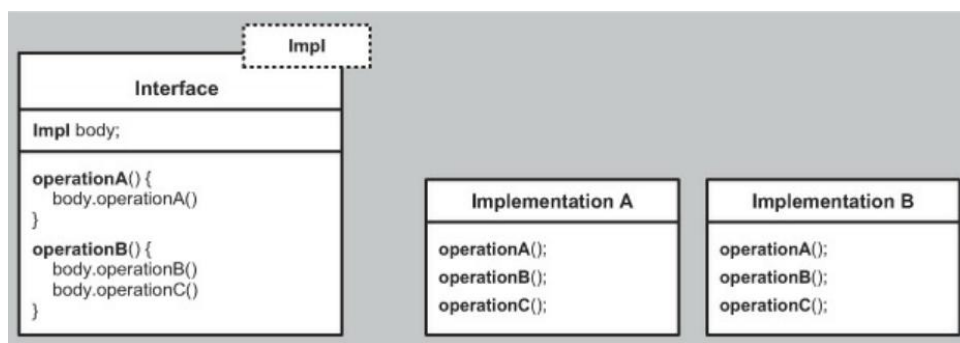 Impl
Interface
Impl body;
operationA() {
body.operationA()
}
operationB() {
body.operationB()
body.operationC()
}
Implementation A
operationA();
operationB();
operationC();
Implementation B
operationA();
operationB();
operationC();